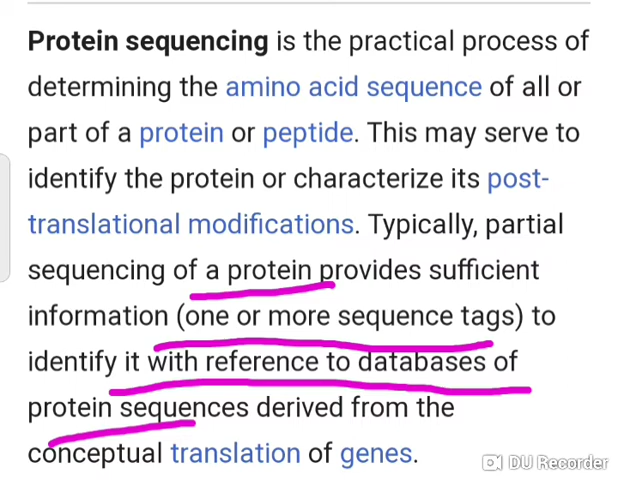 Protein sequencing is the practical process of
determining the amino acid sequence of all or
part of a protein or peptide. This may serve to
identify the protein or characterize its post-
translational modifications. Typically, partial
sequencing of a protein provides sufficient
information (one or more sequence tags) to
identify it with reference to databases of
protein sequences derived from the
conceptual translation of genes.
DU Recorder